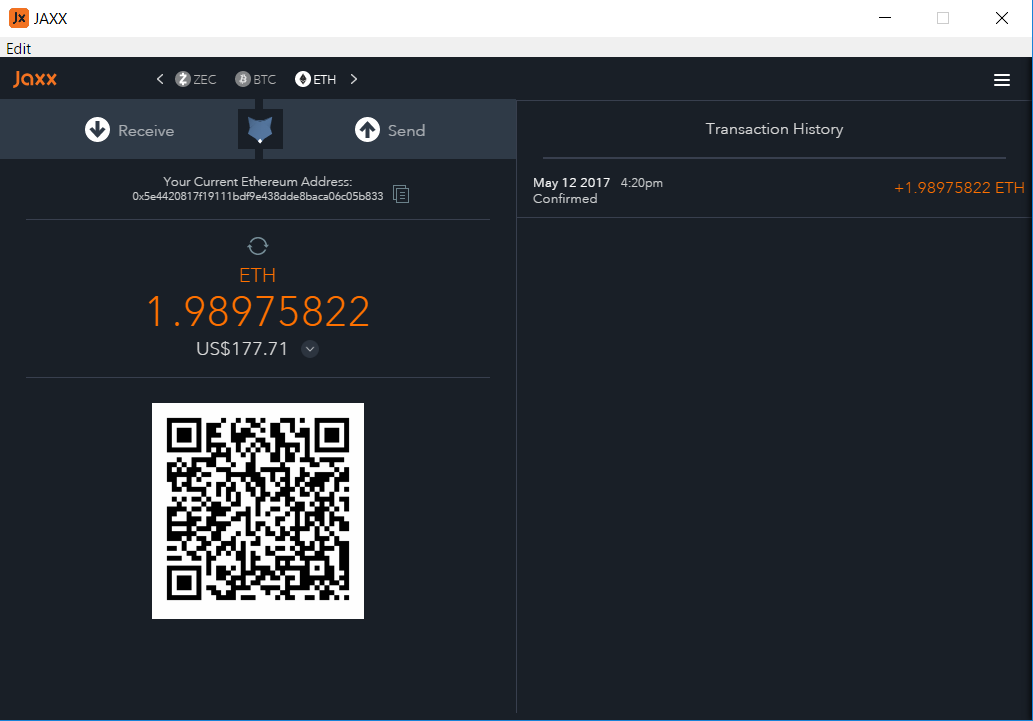 Jx JAXX
Edit
Jaxx
ZEC BTC ETH
Receive Send
Your Current Ethereum Address:
0x5e4420817f19111bdf9e438dde8baca06c05b833
ETH
1.98975822
US$177.71
Transaction History
May 12 2017 4:20pm
Confirmed
+1.98975822 ETH